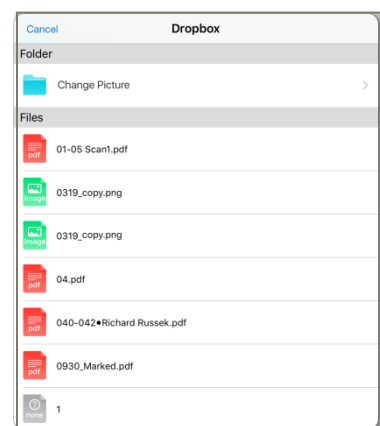 Cancel Dropbox
Folder
Change Picture
Files
pdf 01-05 Scan1.pdf
image 0319_copy.png
image 0319_copy.png
pdf 04.pdf
pdf 040-042●Richard Russek.pdf
pdf 0930_Marked.pdf
? none 1